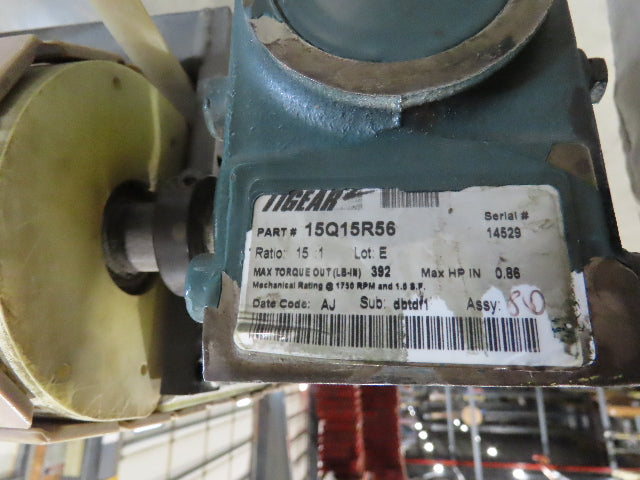 TIGEAR
PART # 15Q15R56
Serial #
14529
Ratio: 15 :1 Lot: E
MAX TORQUE OUT (LB-IN) 392 Max HP IN 0.86
Mechanical Rating @ 1750 RPM and 1.0 S.F.
Date Code: AJ Sub: dbtdf1 Assy: